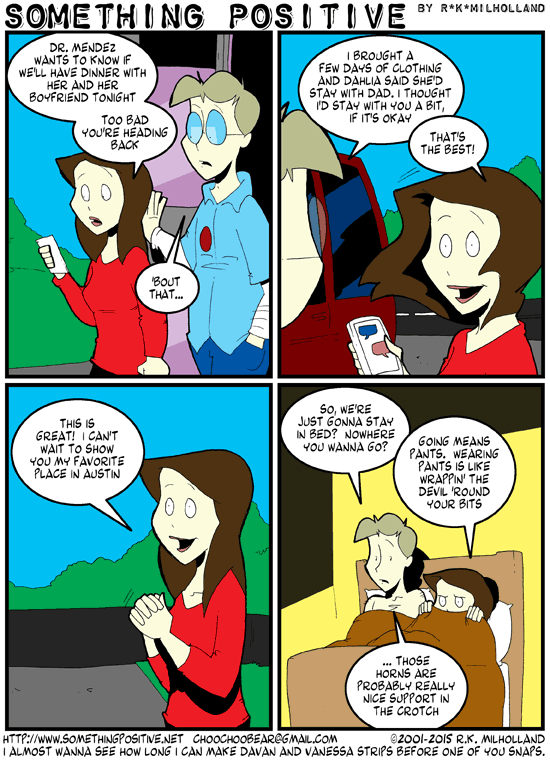 SOMETHING POSITIVE BY R*K*MILHOLLAND
DR. MENDEZ
WANTS TO KNOW IF
WE'LL HAVE DINNER WITH
HER AND HER
BOYFRIEND TONIGHT
TOO BAD
YOU'RE HEADING
BACK
'BOUT
THAT...
I BROUGHT A
FEW DAYS OF CLOTHING
AND DAHLIA SAID SHE'D
STAY WITH DAD. I THOUGHT
I'D STAY WITH YOU A BIT,
IF IT'S OKAY
THAT'S
THE BEST!
THIS IS
GREAT! I CAN'T
WAIT TO SHOW
YOU MY FAVORITE
PLACE IN AUSTIN
SO, WE'RE
JUST GONNA STAY
IN BED? NOWHERE
YOU WANNA GO?
GOING MEANS
PANTS. WEARING
PANTS IS LIKE
WRAPPIN' THE
DEVIL 'ROUND
YOUR BITS
... THOSE
HORNS ARE
PROBABLY REALLY
NICE SUPPORT IN
THE CROTCH
HTTP://WWW.SOMETHINGPOSITIVE.NET CHOOCHOOBEAR@GMAIL.COM ©2001-2015 R.K. MILHOLLAND
I ALMOST WANNA SEE HOW LONG I CAN MAKE DAVAN AND VANESSA STRIPS BEFORE ONE OF YOU SNAPS.